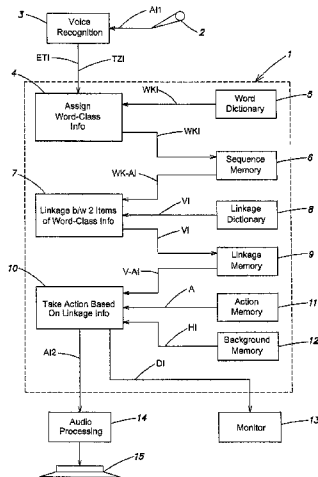 AI1
3
Voice
Recognition
2
ETI
TZI
1
4
Assign
Word-Class
Info
WKI
Word
Dictionary
5
WKI
Sequence
Memory
6
WK-AI
7
Linkage b/w 2 Items
of Word-Class Info
VI
Linkage
Dictionary
8
VI
Linkage
Memory
9
V-AI
10
Take Action Based
On Linkage Info
A
Action
Memory
11
HI
Background
Memory
12
AI2
DI
Audio
Processing
14
Monitor
13
15